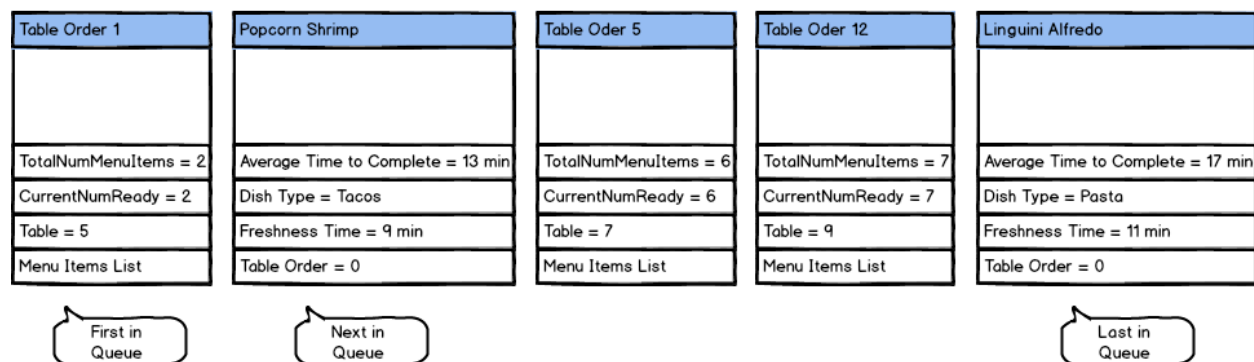 Table Order 1
TotalNumMenuItems = 2
CurrentNumReady = 2
Table = 5
Menu Items List
First in
Queue
Popcorn Shrimp
Average Time to Complete = 13 min
Dish Type = Tacos
Freshness Time = 9 min
Table Order = 0
Next in
Queue
Table Oder 5
TotalNumMenuItems = 6
CurrentNumReady = 6
Table = 7
Menu Items List
Table Oder 12
TotalNumMenuItems = 7
CurrentNumReady = 7
Table = 9
Menu Items List
Linguini Alfredo
Average Time to Complete = 17 min
Dish Type = Pasta
Freshness Time = 11 min
Table Order = 0
Last in
Queue